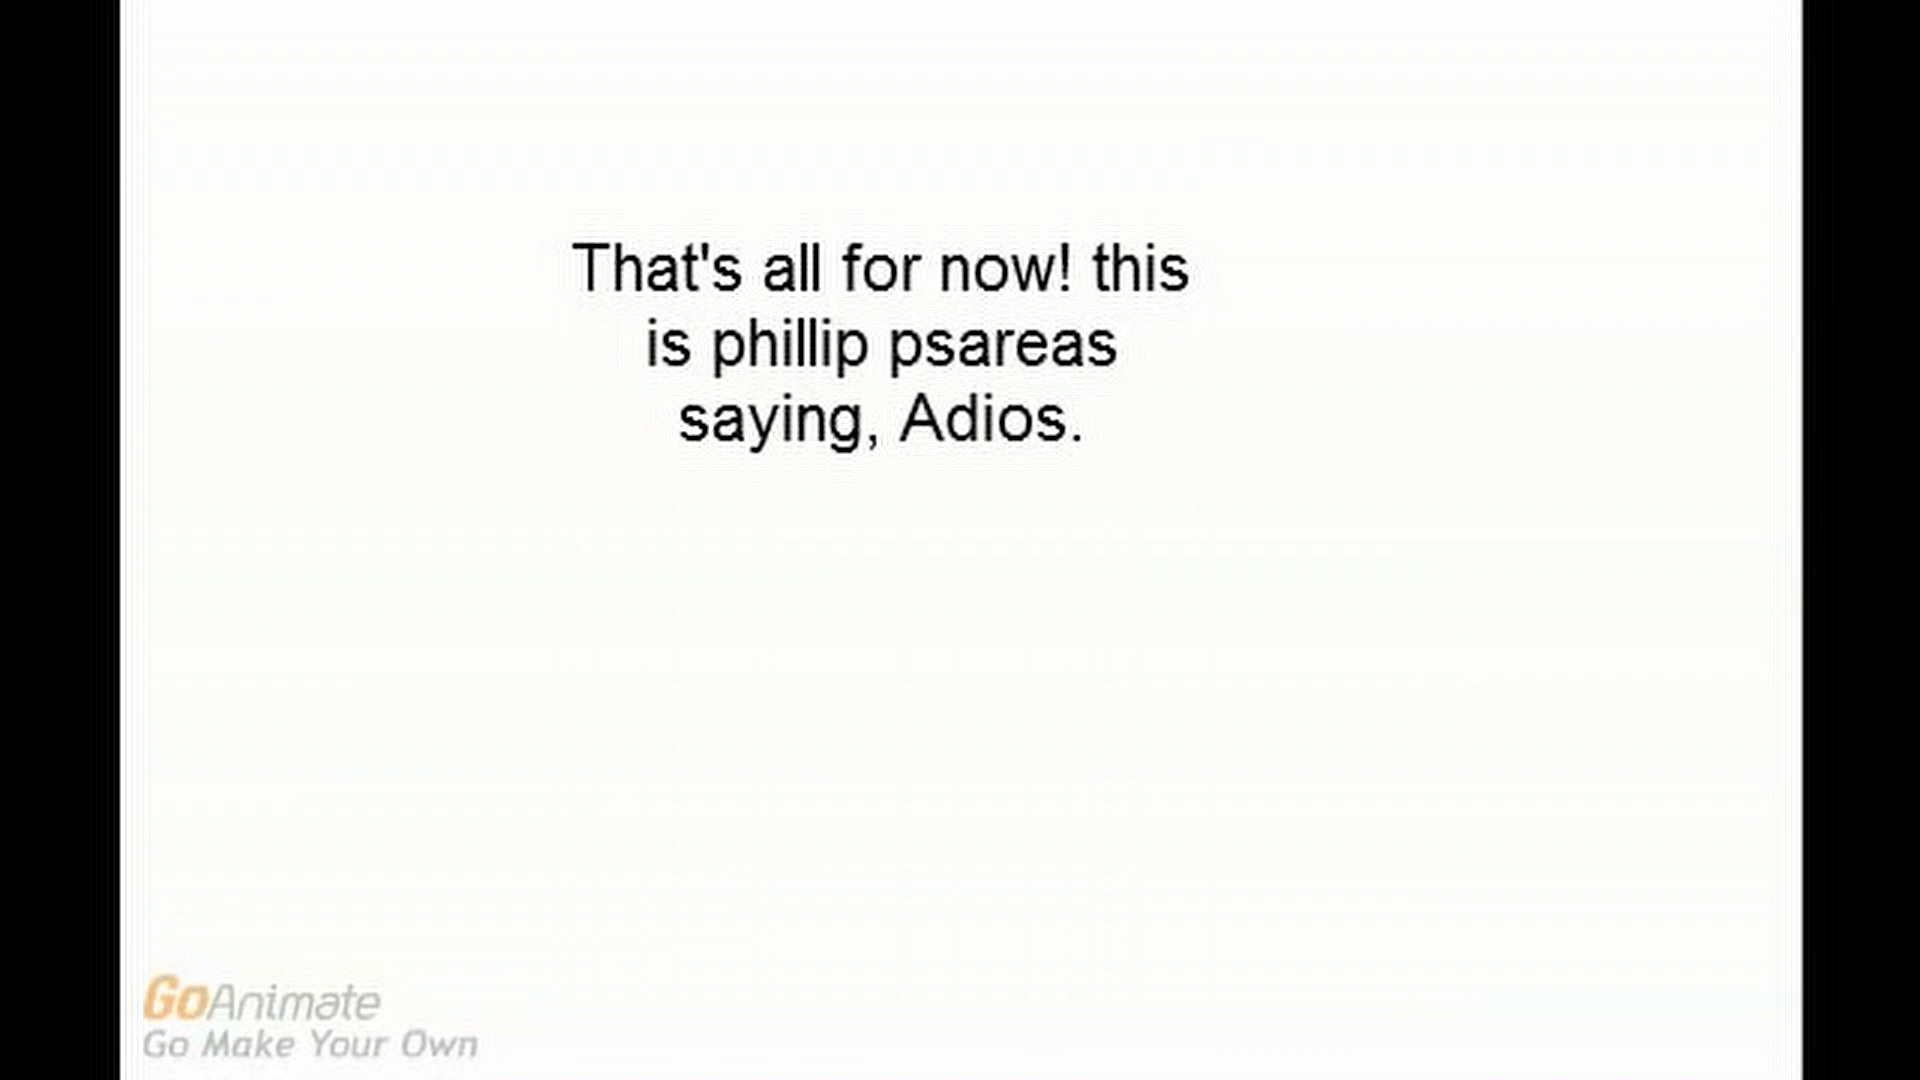 That's all for now! this
is phillip psareas
saying, Adios.
GoAnimate
Go Make Your Own